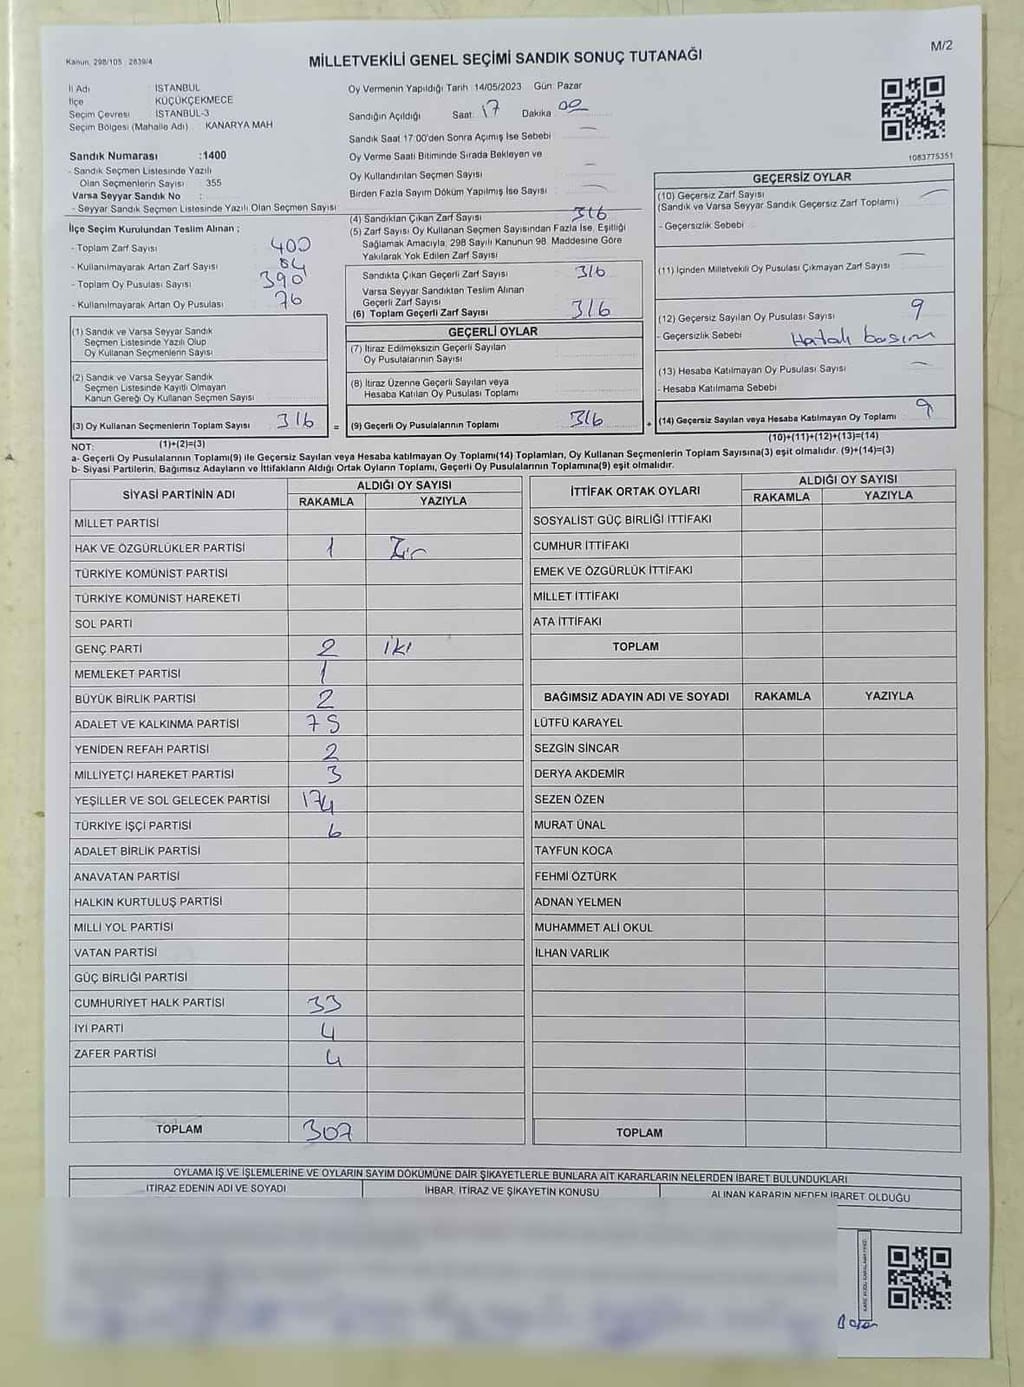 Kanun, 298/105 2839/4
MİLLETVEKİLİ GENEL SEÇİMİ SANDIK SONUÇ TUTANAĞI
M/2
İl Adı İSTANBUL
İlçe KÜÇÜKÇEKMECE
Seçim Çevresi İSTANBUL-3
Seçim Bölgesi (Mahalle Adı) KANARYA MAH
Oy Vermenin Yapıldığı Tarih 14/05/2023 Gün Pazar
Sandığın Açıldığı Saat 17 Dakika 00
Sandık Saat 17:00'den Sonra Açımış İse Sebebi
Oy Verme Saati Bitiminde Sırada Bekleyen ve
Oy Kullandırılan Seçmen Sayısı
Birden Fazla Sayım Döküm Yapılmış İse Sayısı
1083775351
Sandık Numarası :1400
- Sandık Seçmen Listesinde Yazılı
Olan Seçmenlerin Sayısı 355
Varsa Seyyar Sandık No :
- Seyyar Sandık Seçmen Listesinde Yazılı Olan Seçmen Sayısı
İlçe Seçim Kurulundan Teslim Alınan ;
- Toplam Zarf Sayısı 400
- Kullanılmayarak Artan Zarf Sayısı 84
- Toplam Oy Pusulası Sayısı 390
- Kullanılmayarak Artan Oy Pusulası 76
(1) Sandık ve Varsa Seyyar Sandık
Seçmen Listesinde Yazılı Olup
Oy Kullanan Seçmenlerin Sayısı
(2) Sandık ve Varsa Seyyar Sandık
Seçmen Listesinde Kayıtlı Olmayan
Kanun Gereği Oy Kullanan Seçmen Sayısı
(3) Oy Kullanan Seçmenlerin Toplam Sayısı 316 =
(1)+(2)=(3)
(4) Sandıktan Çıkan Zarf Sayısı 316
(5) Zarf Sayısı Oy Kullanan Seçmen Sayısından Fazla İse, Eşitliği
Sağlamak Amacıyla, 298 Sayılı Kanunun 98. Maddesine Göre
Yakılarak Yok Edilen Zarf Sayısı
Sandıkta Çıkan Geçerli Zarf Sayısı 316
Varsa Seyyar Sandıktan Teslim Alınan
Geçerli Zarf Sayısı
(6) Toplam Geçerli Zarf Sayısı 316
GEÇERLİ OYLAR
(7) İtiraz Edilmeksizin Geçerli Sayılan
Oy Pusulalarının Sayısı
(8) İtiraz Üzerine Geçerli Sayılan veya
Hesaba Katılan Oy Pusulası Toplamı
(9) Geçerli Oy Pusulalarının Toplamı 316 +
GEÇERSİZ OYLAR
(10) Geçersiz Zarf Sayısı
(Sandık ve Varsa Seyyar Sandık Geçersiz Zarf Toplamı)
- Geçersizlik Sebebi
(11) İçinden Milletvekili Oy Pusulası Çıkmayan Zarf Sayısı
(12) Geçersiz Sayılan Oy Pusulası Sayısı 9
- Geçersizlik Sebebi Hatalı basım
(13) Hesaba Katılmayan Oy Pusulası Sayısı
- Hesaba Katılmama Sebebi
(14) Geçersiz Sayılan veya Hesaba Katılmayan Oy Toplamı 9
(10)+(11)+(12)+(13)=(14)
NOT:
a- Geçerli Oy Pusulalarının Toplamı(9) ile Geçersiz Sayılan veya Hesaba katılmayan Oy Toplamı(14) Toplamları, Oy Kullanan Seçmenlerin Toplam Sayısına(3) eşit olmalıdır. (9)+(14)=(3)
b- Siyasi Partilerin, Bağımsız Adayların ve İttifakların Aldığı Ortak Oyların Toplamı, Geçerli Oy Pusulalarının Toplamına(9) eşit olmalıdır.
SİYASİ PARTİNİN ADI ALDIĞI OY SAYISI
RAKAMLA YAZIYLA
MİLLET PARTİSİ
HAK VE ÖZGÜRLÜKLER PARTİSİ 1 Bir
TÜRKİYE KOMÜNİST PARTİSİ
TÜRKİYE KOMÜNİST HAREKETİ
SOL PARTİ
GENÇ PARTİ 2 iki
MEMLEKET PARTİSİ 1
BÜYÜK BİRLİK PARTİSİ 2
ADALET VE KALKINMA PARTİSİ 75
YENİDEN REFAH PARTİSİ 2
MİLLİYETÇİ HAREKET PARTİSİ 3
YEŞİLLER VE SOL GELECEK PARTİSİ 174
TÜRKİYE İŞÇİ PARTİSİ 6
ADALET BİRLİK PARTİSİ
ANAVATAN PARTİSİ
HALKIN KURTULUŞ PARTİSİ
MİLLİ YOL PARTİSİ
VATAN PARTİSİ
GÜÇ BİRLİĞİ PARTİSİ
CUMHURİYET HALK PARTİSİ 33
İYİ PARTİ 4
ZAFER PARTİSİ 4
TOPLAM 307
İTTİFAK ORTAK OYLARI ALDIĞI OY SAYISI
RAKAMLA YAZIYLA
SOSYALİST GÜÇ BİRLİĞİ İTTİFAKI
CUMHUR İTTİFAKI
EMEK VE ÖZGÜRLÜK İTTİFAKI
MİLLET İTTİFAKI
ATA İTTİFAKI
TOPLAM
BAĞIMSIZ ADAYIN ADI VE SOYADI RAKAMLA YAZIYLA
LÜTFÜ KARAYEL
SEZGİN SİNCAR
DERYA AKDEMİR
SEZEN ÖZEN
MURAT ÜNAL
TAYFUN KOCA
FEHMİ ÖZTÜRK
ADNAN YELMEN
MUHAMMET ALİ OKUL
İLHAN VARLIK
TOPLAM
OYLAMA İŞ VE İŞLEMLERİNE VE OYLARIN SAYIM DÖKÜMÜNE DAİR ŞİKAYETLERLE BUNLARA AİT KARARLARIN NELERDEN İBARET BULUNDUKLARI
İTİRAZ EDENİN ADI VE SOYADI İHBAR, İTİRAZ VE ŞİKAYETİN KONUSU ALINAN KARARIN NEDEN İBARET OLDUĞU